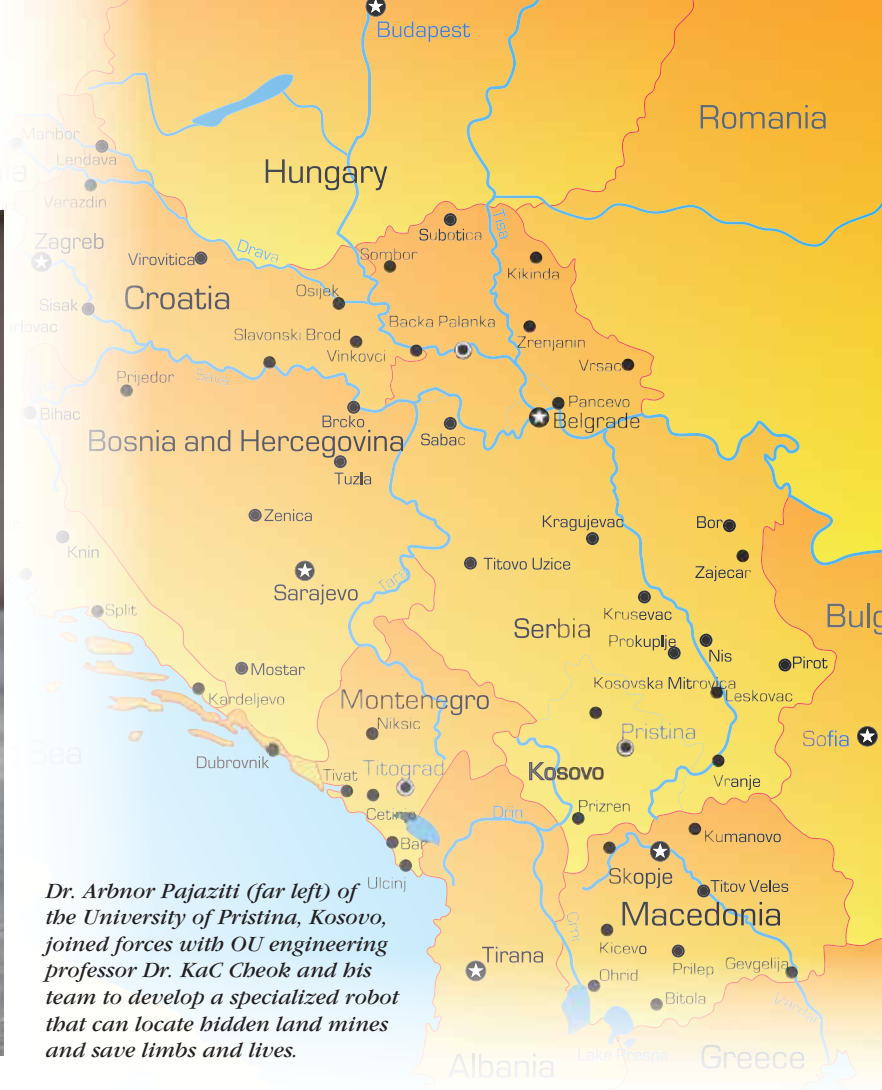 Budapest
Romania
Maribor
Lendava
Hungary
Varazdin
Tisa
Subotica
Zagreb
Drava
Sombor
Virovitica
Kikinda
Croatia
Osijek
Sisak
Backa Palanka
Slavonski Brod
Zrenjanin
Vinkovci
Vrsac
Prijedor
Sava
Pancevo
Bihac
Brcko
Belgrade
Bosnia and Hercegovina
Sabac
Tuzla
Zenica
Kragujevac
Bor
Knin
Titovo Uzice
Zajecar
Tara
Sarajevo
Split
Krusevac
Serbia
Prokuplje
Nis
Pirot
Mostar
Kosovska Mitrovica
Leskovac
Kardeljevo
Montenegro
Niksic
Pristina
Sofia
Sea
Dubrovnik
Tivat
Titograd
Kosovo
Vranje
Cetinje
Drin
Prizren
Bar
Kumanovo
Ulcinj
Skopje
Titov Veles
Macedonia
Crni
Kicevo
Tirana
Prilep
Gevgelija
Ohrid
Bitola
Vardar
Lake Prespa
Albania
Greece
Dr. Arbnor Pajaziti (far left) of
the University of Pristina, Kosovo,
joined forces with OU engineering
professor Dr. KaC Cheok and his
team to develop a specialized robot
that can locate hidden land mines
and save limbs and lives.